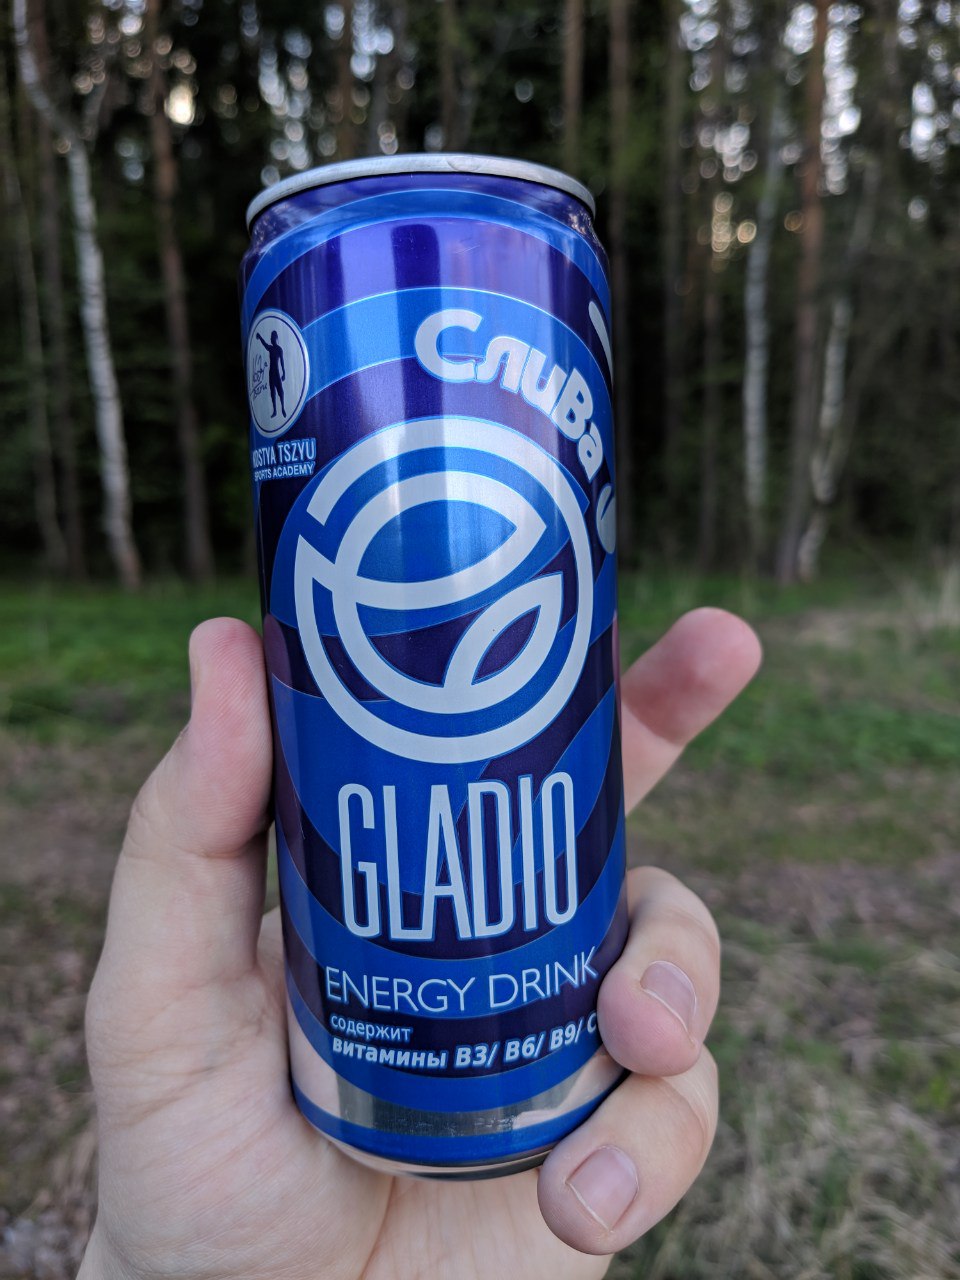 Слива
KOSTYA TSZYU
SPORTS ACADEMY
GLADIO
ENERGY DRINK
содержит
витамины B3/ B6/ B9/ C